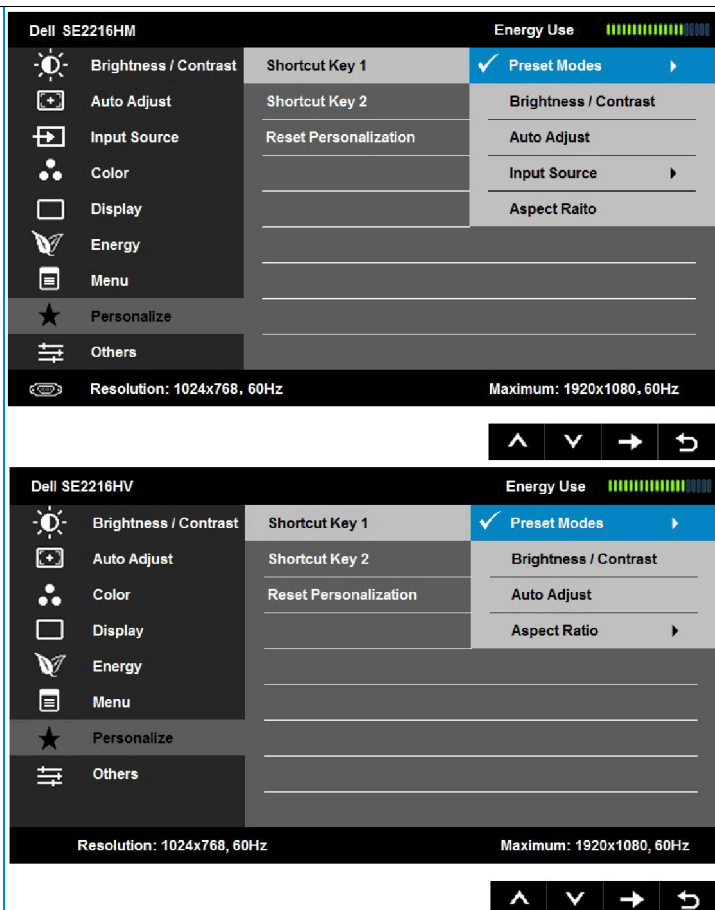 Dell SE2216HM Energy Use
Brightness / Contrast Shortcut Key 1 Preset Modes
Auto Adjust Shortcut Key 2 Brightness / Contrast
Input Source Reset Personalization Auto Adjust
Color Input Source
Display Aspect Raito
Energy
Menu
Personalize
Others
Resolution: 1024x768, 60Hz Maximum: 1920x1080, 60Hz
Dell SE2216HV Energy Use
Brightness / Contrast Shortcut Key 1 Preset Modes
Auto Adjust Shortcut Key 2 Brightness / Contrast
Color Reset Personalization Auto Adjust
Display Aspect Ratio
Energy
Menu
Personalize
Others
Resolution: 1024x768, 60Hz Maximum: 1920x1080, 60Hz